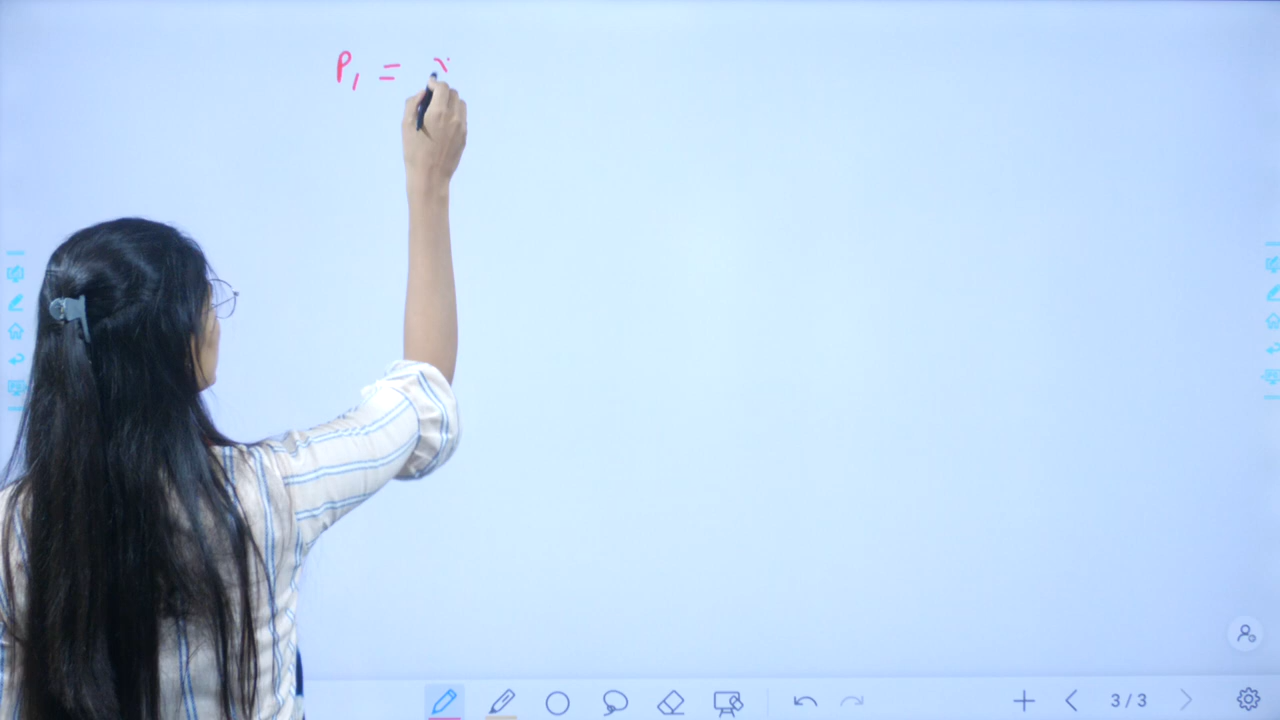 P₁ =
3/3